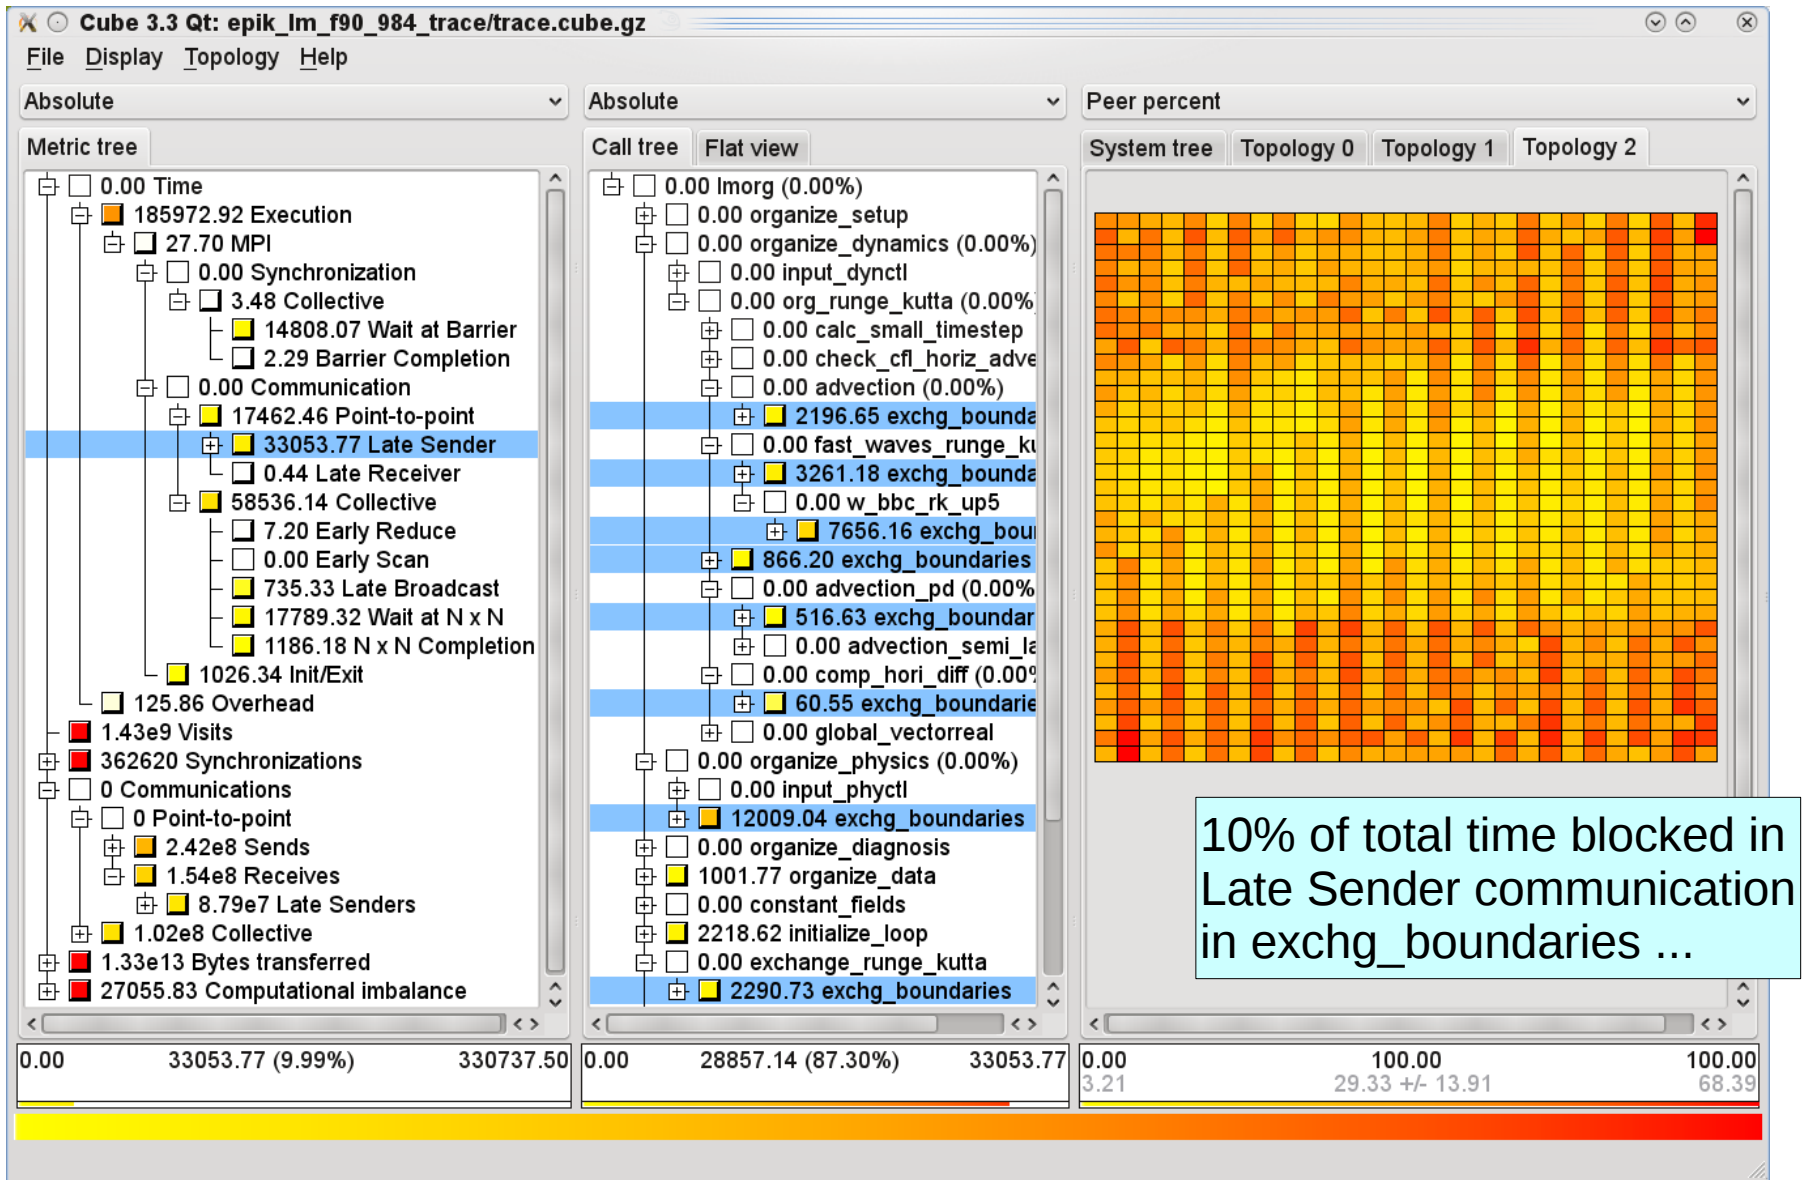 Cube 3.3 Qt: epik_lm_f90_984_trace/trace.cube.gz
File Display Topology Help
Absolute
Metric tree
0.00 Time
185972.92 Execution
27.70 MPI
0.00 Synchronization
3.48 Collective
14808.07 Wait at Barrier
2.29 Barrier Completion
0.00 Communication
17462.46 Point-to-point
33053.77 Late Sender
0.44 Late Receiver
58536.14 Collective
7.20 Early Reduce
0.00 Early Scan
735.33 Late Broadcast
17789.32 Wait at N x N
1186.18 N x N Completion
1026.34 Init/Exit
125.86 Overhead
1.43e9 Visits
362620 Synchronizations
0 Communications
0 Point-to-point
2.42e8 Sends
1.54e8 Receives
8.79e7 Late Senders
1.02e8 Collective
1.33e13 Bytes transferred
27055.83 Computational imbalance
0.00 33053.77 (9.99%) 330737.50
Absolute
Call tree Flat view
0.00 lmorg (0.00%)
0.00 organize_setup
0.00 organize_dynamics (0.00%)
0.00 input_dynctl
0.00 org_runge_kutta (0.00%)
0.00 calc_small_timestep
0.00 check_cfl_horiz_adve
0.00 advection (0.00%)
2196.65 exchg_bounda
0.00 fast_waves_runge_ku
3261.18 exchg_bounda
0.00 w_bbc_rk_up5
7656.16 exchg_boun
866.20 exchg_boundaries
0.00 advection_pd (0.00%
516.63 exchg_boundar
0.00 advection_semi_la
0.00 comp_hori_diff (0.00%
60.55 exchg_boundarie
0.00 global_vectorreal
0.00 organize_physics (0.00%)
0.00 input_phyctl
12009.04 exchg_boundaries
0.00 organize_diagnosis
1001.77 organize_data
0.00 constant_fields
2218.62 initialize_loop
0.00 exchange_runge_kutta
2290.73 exchg_boundaries
0.00 28857.14 (87.30%) 33053.77
Peer percent
System tree Topology 0 Topology 1 Topology 2
10% of total time blocked in
Late Sender communication
in exchg_boundaries ...
0.00 100.00 100.00
3.21 29.33 +/- 13.91 68.39